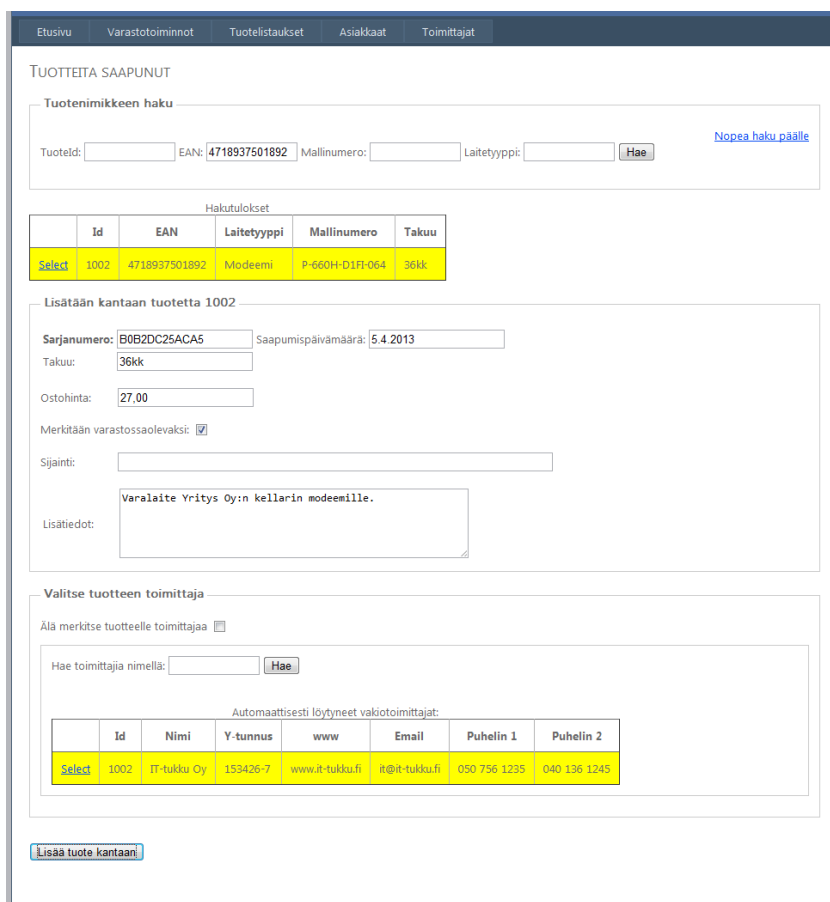 Etusivu Varastotoiminnot Tuotelistaukset Asiakkaat Toimittajat
TUOTTEITA SAAPUNUT
Tuotenimikkeen haku
Nopea haku päälle
TuoteId: EAN: 4718937501892 Mallinumero: Laitetyyppi: Hae
Hakutulokset
Id EAN Laitetyyppi Mallinumero Takuu
Select 1002 4718937501892 Modeemi P-660H-D1FI-064 36kk
Lisätään kantaan tuotetta 1002
Sarjanumero: B0B2DC25ACA5 Saapumispäivämäärä: 5.4.2013
Takuu: 36kk
Ostohinta: 27,00
Merkitään varastossaolevaksi:
Sijainti:
Varalaite Yritys Oy:n kellarin modeemille.
Lisätiedot:
Valitse tuotteen toimittaja
Älä merkitse tuotteelle toimittajaa
Hae toimittajia nimellä: Hae
Automaattisesti löytyneet vakiotoimittajat:
Id Nimi Y-tunnus www Email Puhelin 1 Puhelin 2
Select 1002 IT-tukku Oy 153426-7 www.it-tukku.fi it@it-tukku.fi 050 756 1235 040 136 1245
Lisää tuote kantaan